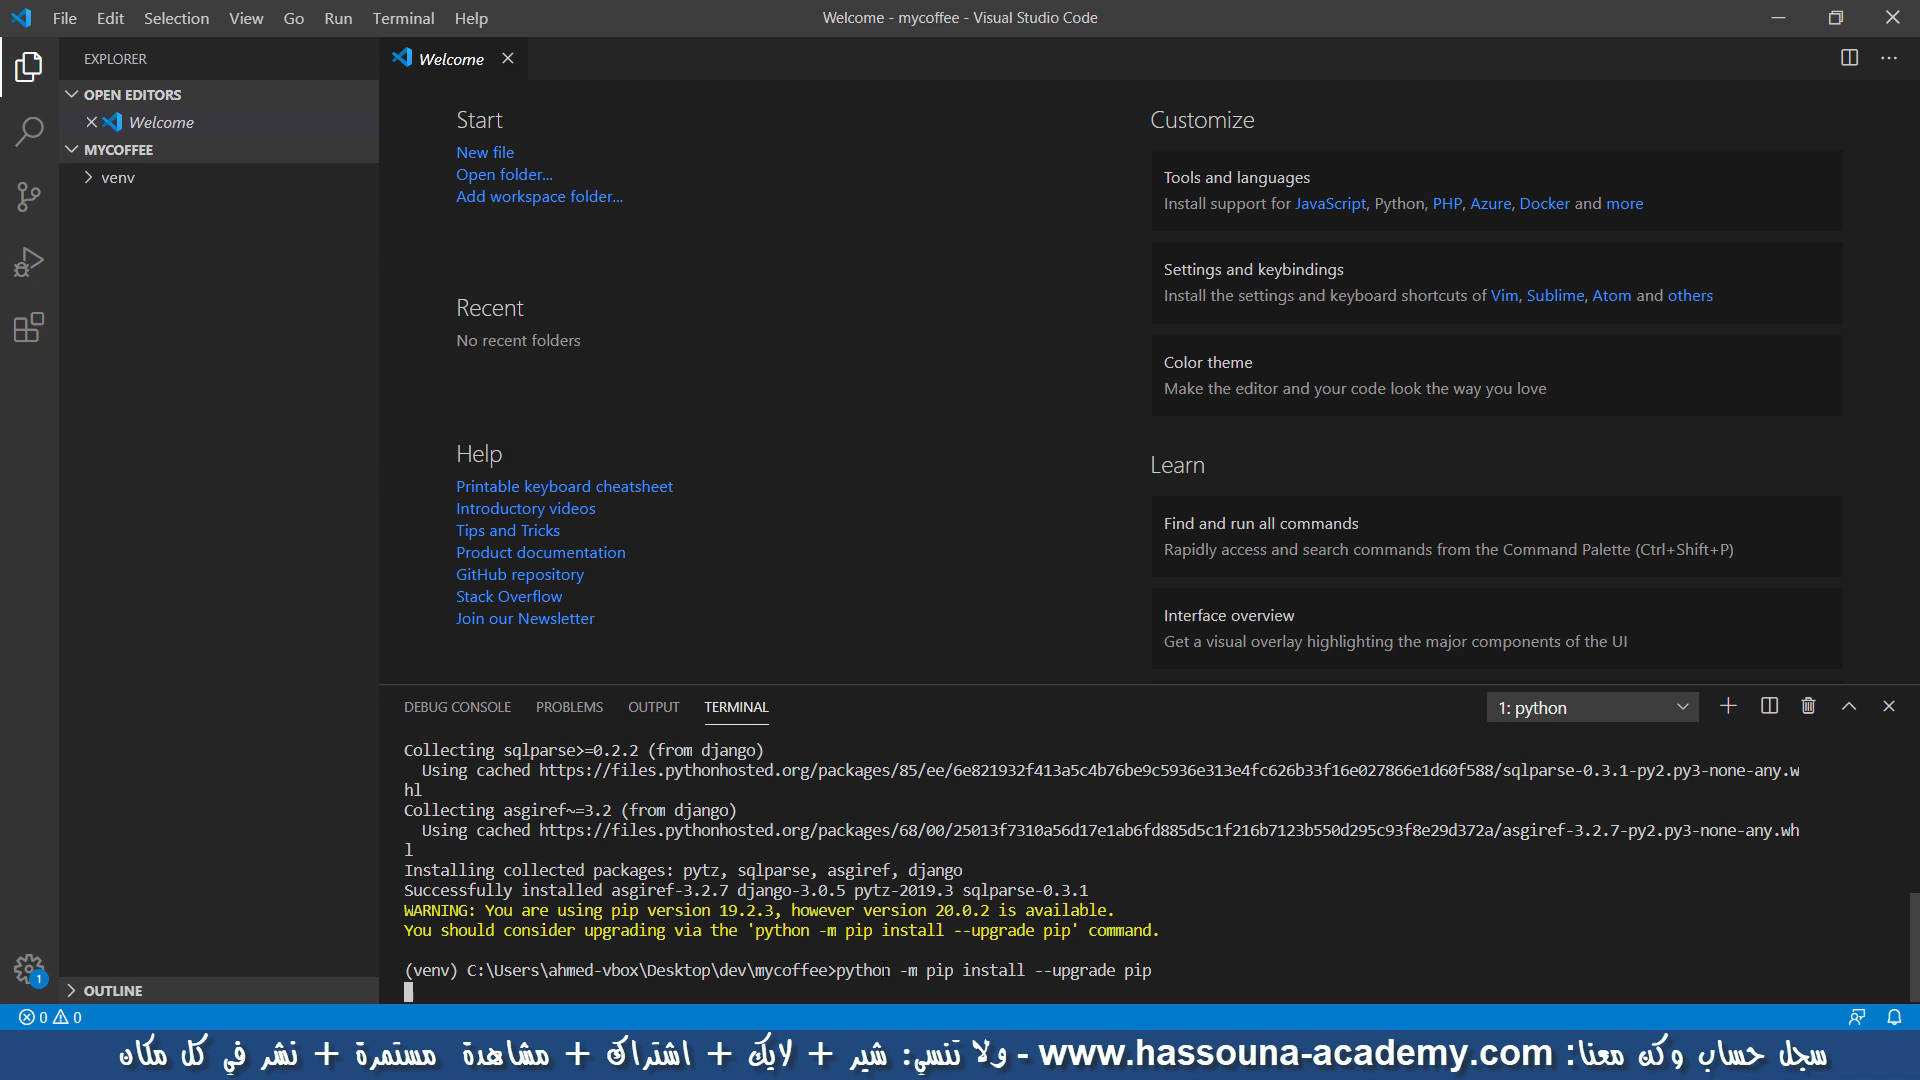 File Edit Selection View Go Run Terminal Help
Welcome - mycoffee - Visual Studio Code
EXPLORER
OPEN EDITORS
Welcome
MYCOFFEE
venv
OUTLINE
Welcome
Start
New file
Open folder...
Add workspace folder...
Recent
No recent folders
Help
Printable keyboard cheatsheet
Introductory videos
Tips and Tricks
Product documentation
GitHub repository
Stack Overflow
Join our Newsletter
Customize
Tools and languages
Install support for JavaScript, Python, PHP, Azure, Docker and more
Settings and keybindings
Install the settings and keyboard shortcuts of Vim, Sublime, Atom and others
Color theme
Make the editor and your code look the way you love
Learn
Find and run all commands
Rapidly access and search commands from the Command Palette (Ctrl+Shift+P)
Interface overview
Get a visual overlay highlighting the major components of the UI
DEBUG CONSOLE PROBLEMS OUTPUT TERMINAL
1: python
Collecting sqlparse>=0.2.2 (from django)
Using cached https://files.pythonhosted.org/packages/85/ee/6e821932f413a5c4b76be9c5936e313e4fc626b33f16e027866e1d60f588/sqlparse-0.3.1-py2.py3-none-any.w
hl
Collecting asgiref~=3.2 (from django)
Using cached https://files.pythonhosted.org/packages/68/00/25013f7310a56d17e1ab6fd885d5c1f216b7123b550d295c93f8e29d372a/asgiref-3.2.7-py2.py3-none-any.wh
l
Installing collected packages: pytz, sqlparse, asgiref, django
Successfully installed asgiref-3.2.7 django-3.0.5 pytz-2019.3 sqlparse-0.3.1
WARNING: You are using pip version 19.2.3, however version 20.0.2 is available.
You should consider upgrading via the 'python -m pip install --upgrade pip' command.
(venv) C:\Users\ahmed-vbox\Desktop\dev\mycoffee>python -m pip install --upgrade pip
1
0 0
سجل حساب وكن معنا: www.hassouna-academy.com - ولا تنسى: شير + لايك + اشتراك + مشاهدة مستمرة + نشر في كل مكان